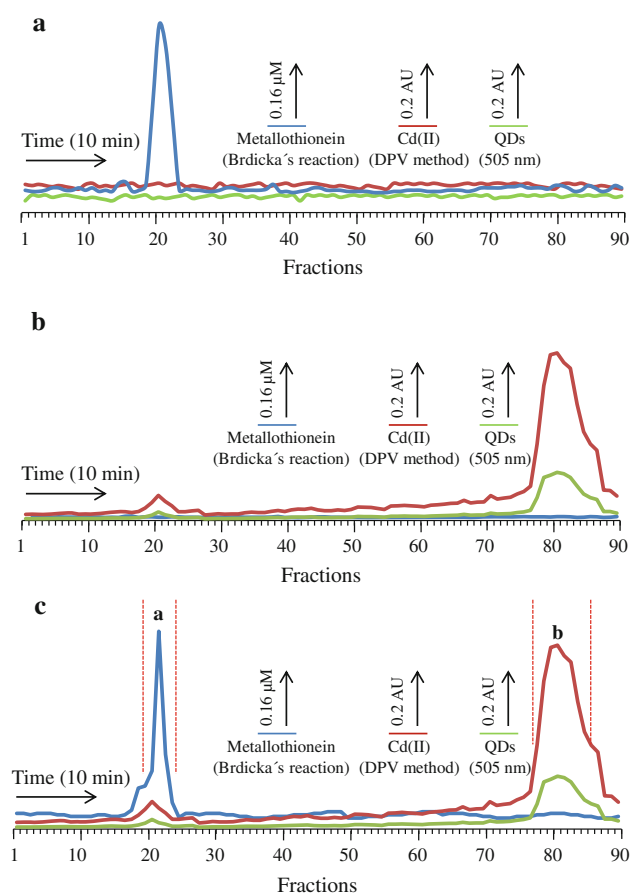 a
0.16 µM
0.2 AU
0.2 AU
Time (10 min)
Metallothionein
(Brdicka´s reaction)
Cd(II)
(DPV method)
QDs
(505 nm)
1 10 20 30 40 50 60 70 80 90
Fractions
b
0.16 µM
0.2 AU
0.2 AU
Metallothionein
(Brdicka´s reaction)
Cd(II)
(DPV method)
QDs
(505 nm)
Time (10 min)
1 10 20 30 40 50 60 70 80 90
Fractions
c
a
b
0.16 µM
0.2 AU
0.2 AU
Metallothionein
(Brdicka´s reaction)
Cd(II)
(DPV method)
QDs
(505 nm)
Time (10 min)
1 10 20 30 40 50 60 70 80 90
Fractions